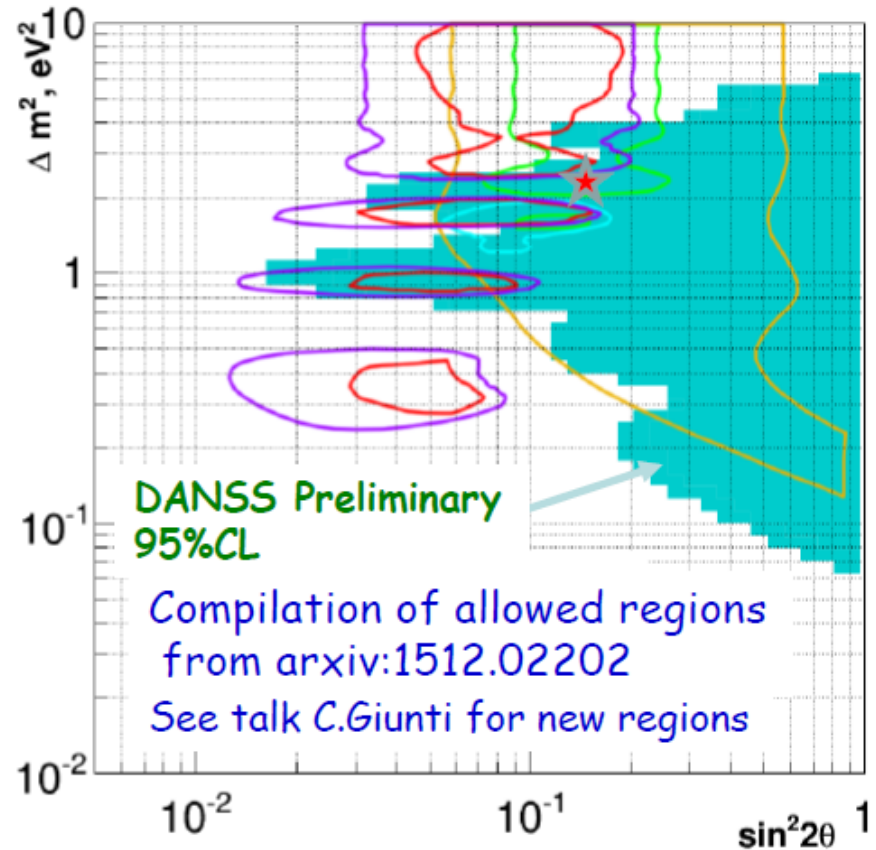 10
Δ m², eV²
1
10⁻¹
10⁻²
DANSS Preliminary
95%CL
Compilation of allowed regions
from arxiv:1512.02202
See talk C.Giunti for new regions
10⁻²
10⁻¹
1
sin²2θ